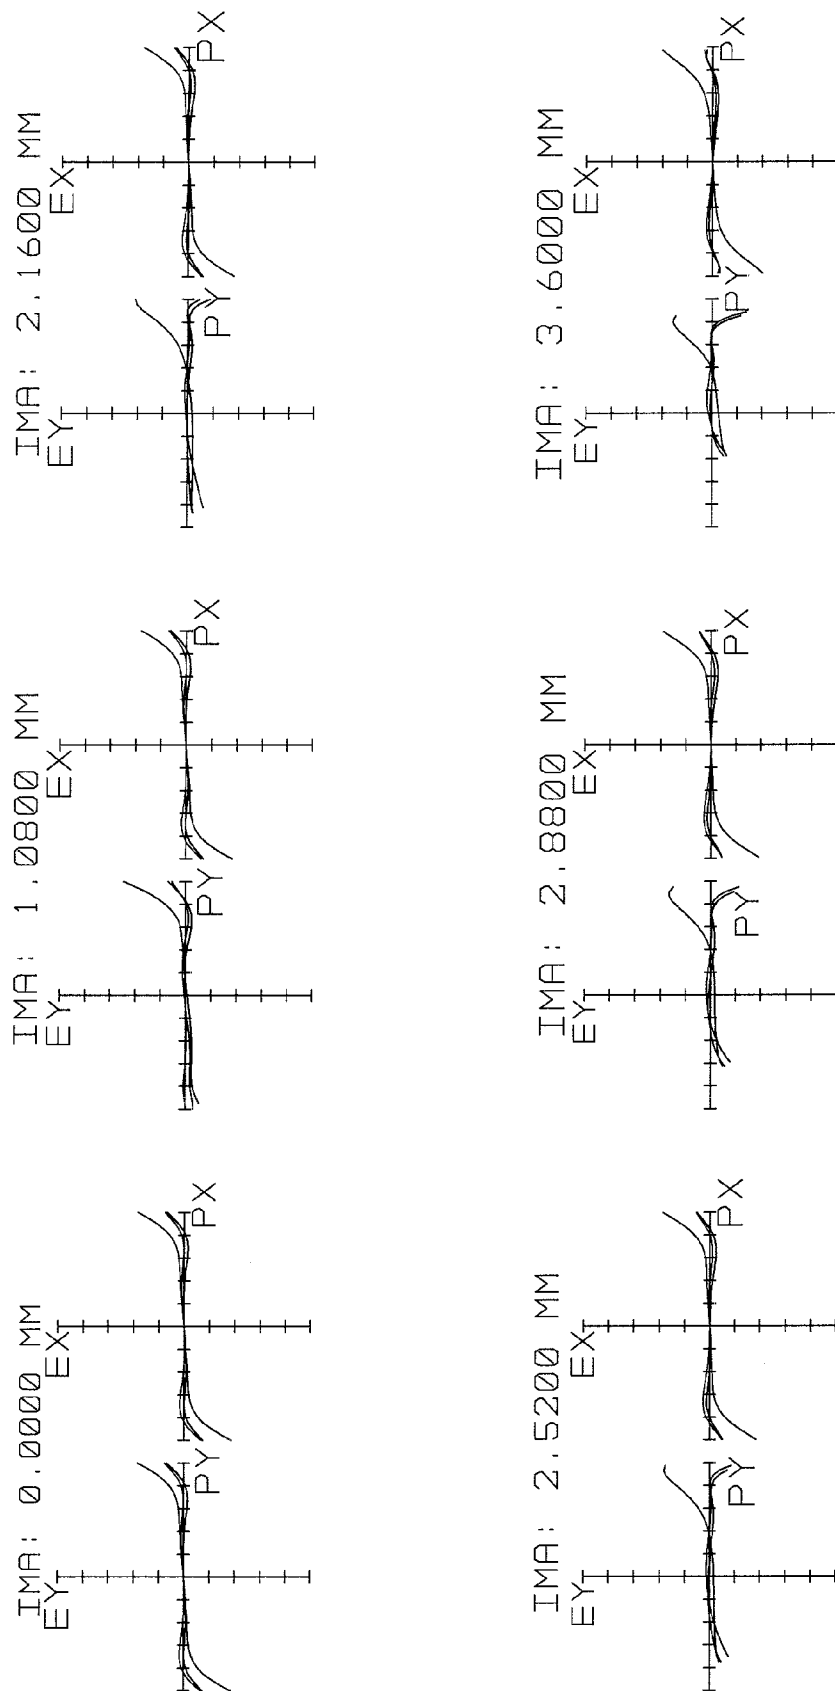 IMA: 0.0000 MM
EY
EX
PY
PX
IMA: 1.0800 MM
EY
EX
PY
PX
IMA: 2.1600 MM
EY
EX
PY
PX
IMA: 2.5200 MM
EY
EX
PY
PX
IMA: 2.8800 MM
EY
EX
PY
PX
IMA: 3.6000 MM
EY
EX
PY
PX